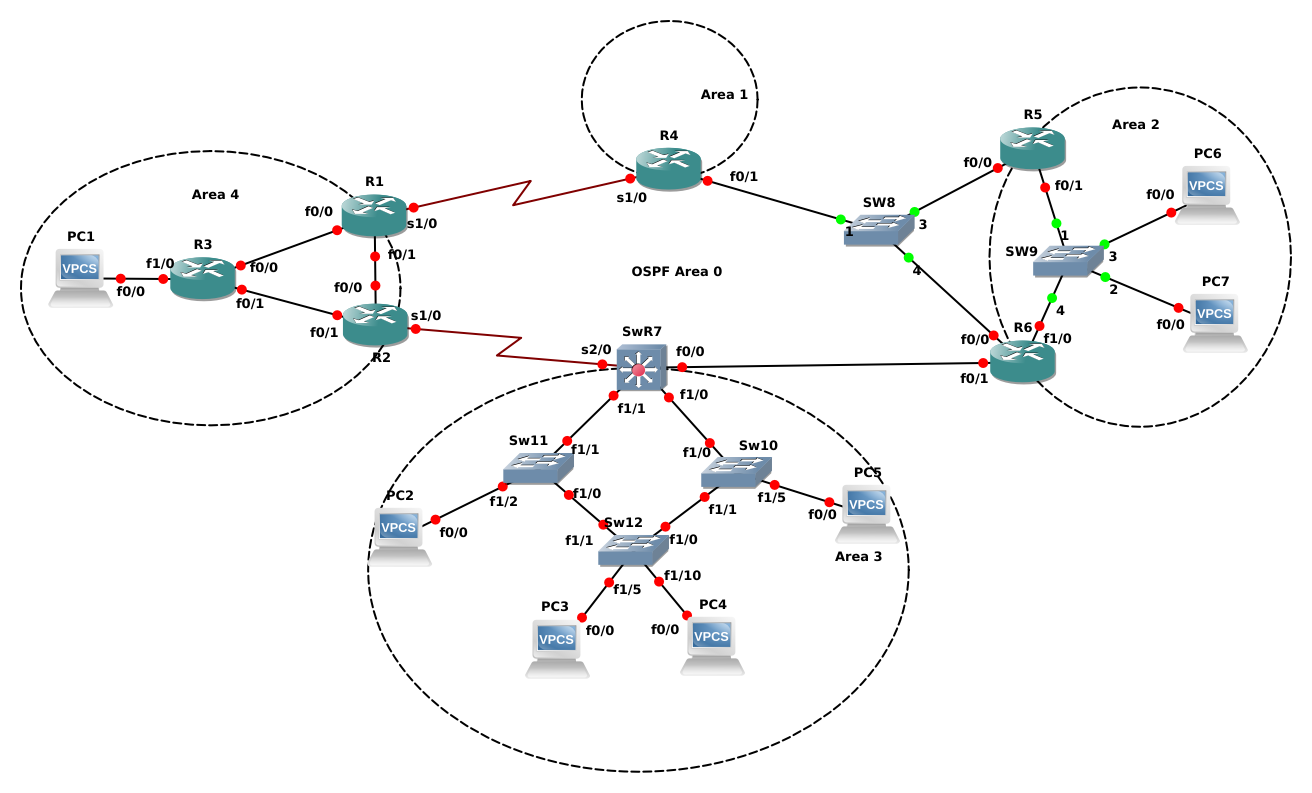 Area 1
R4
s1/0
f0/1
R5
f0/0
f0/1
Area 2
PC6
VPCS
f0/0
SW8
1
3
4
SW9
1
3
2
4
PC7
VPCS
f0/0
R6
f0/0
f1/0
f0/1
Area 4
R1
f0/0
s1/0
f0/1
PC1
VPCS
f0/0
R3
f1/0
f0/0
f0/1
f0/0
s1/0
f0/1
R2
OSPF Area 0
SwR7
s2/0
f0/0
f1/1
f1/0
Sw11
f1/1
f1/2
f1/0
Sw10
f1/0
f1/5
f1/1
PC2
VPCS
f0/0
PC5
VPCS
f0/0
Area 3
Sw12
f1/1
f1/0
f1/5
f1/10
PC3
VPCS
f0/0
PC4
VPCS
f0/0